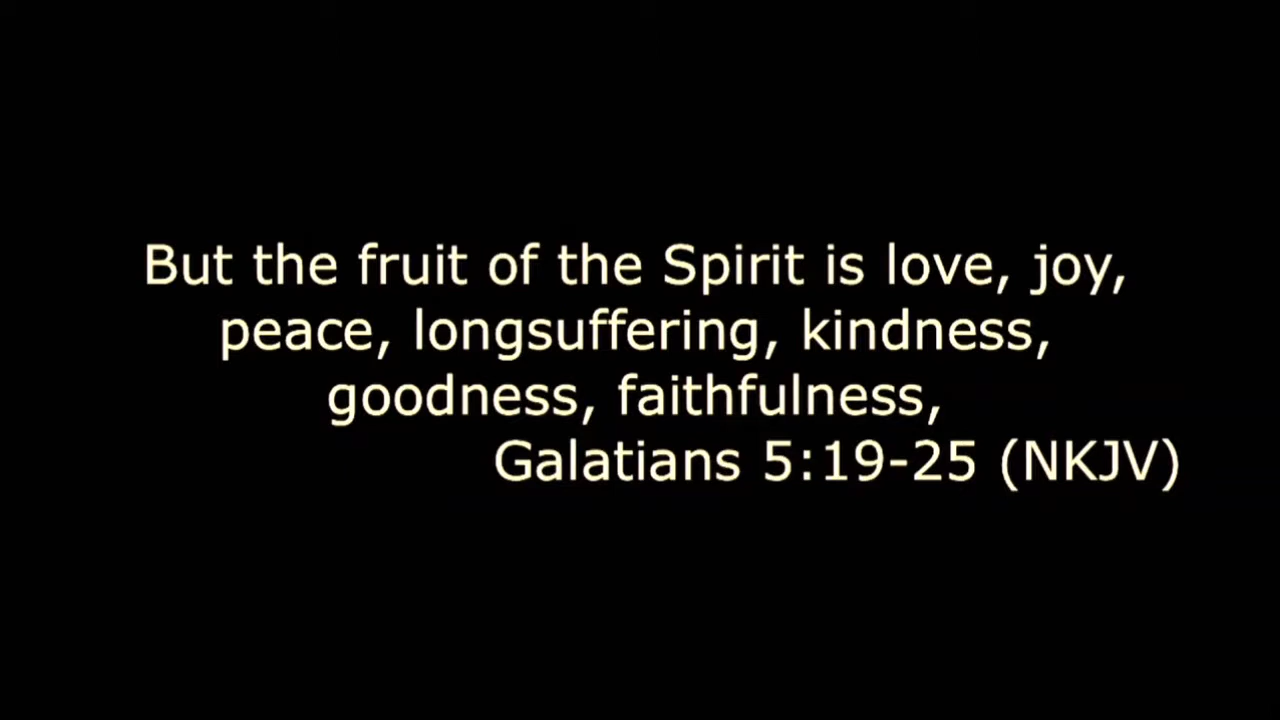 But the fruit of the Spirit is love, joy,
peace, longsuffering, kindness,
goodness, faithfulness,
Galatians 5:19-25 (NKJV)